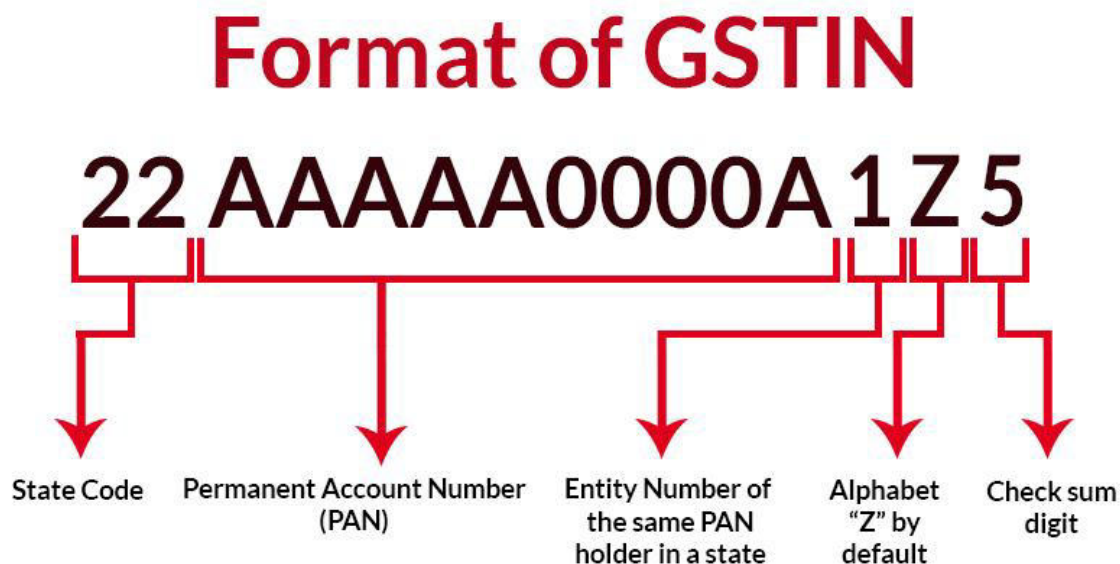 Format of GSTIN
22 AAAAA0000A 1 Z 5
State Code
Permanent Account Number
(PAN)
Entity Number of
the same PAN
holder in a state
Alphabet
“Z” by
default
Check sum
digit